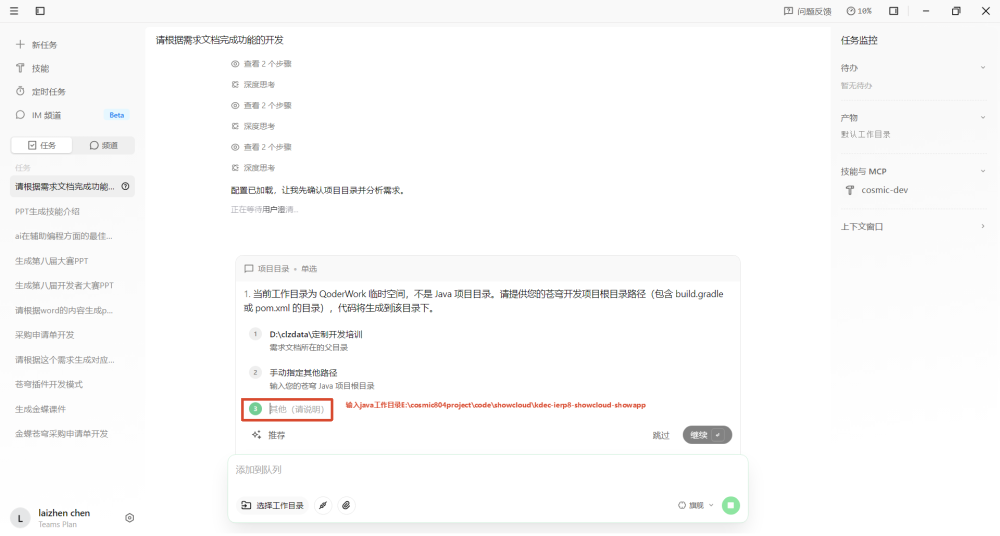 问题反馈
10%
新任务
技能
定时任务
IM 频道
Beta
任务
频道
任务
请根据需求文档完成功能...
PPT生成技能介绍
ai在辅助编程方面的最佳...
生成第八届大赛PPT
生成第八届开发者大赛PPT
请根据word的内容生成p...
采购申请单开发
请根据这个需求生成对应...
苍穹插件开发模式
生成金蝶课件
金蝶苍穹采购申请单开发
L
laizhen chen
Teams Plan
请根据需求文档完成功能的开发
查看 2 个步骤
深度思考
查看 2 个步骤
深度思考
查看 2 个步骤
深度思考
配置已加载，让我先确认项目目录并分析需求。
正在等待用户澄清...
项目目录 • 单选
1. 当前工作目录为 QoderWork 临时空间，不是 Java 项目目录。请提供您的苍穹开发项目根目录路径（包含 build.gradle
或 pom.xml 的目录），代码将生成到该目录下。
1
D:\clzdata\定制开发培训
需求文档所在的父目录
2
手动指定其他路径
输入您的苍穹 Java 项目根目录
3
其他（请说明）
输入java工作目录E:\cosmic804project\code\showcloud\kdec-ierp8-showcloud-showapp
推荐
跳过
继续
添加到队列
选择工作目录
旗舰
任务监控
待办
暂无待办
产物
默认工作目录
技能与 MCP
cosmic-dev
上下文窗口